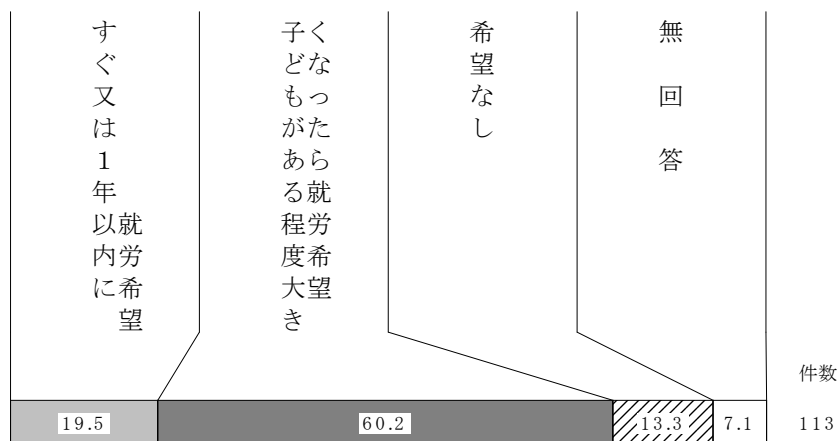 すぐ又は１年以内に
就労希望
子どもがある程度大き
くなったら就労希望
希望なし
無回答
件数
19.5
60.2
13.3
7.1
113